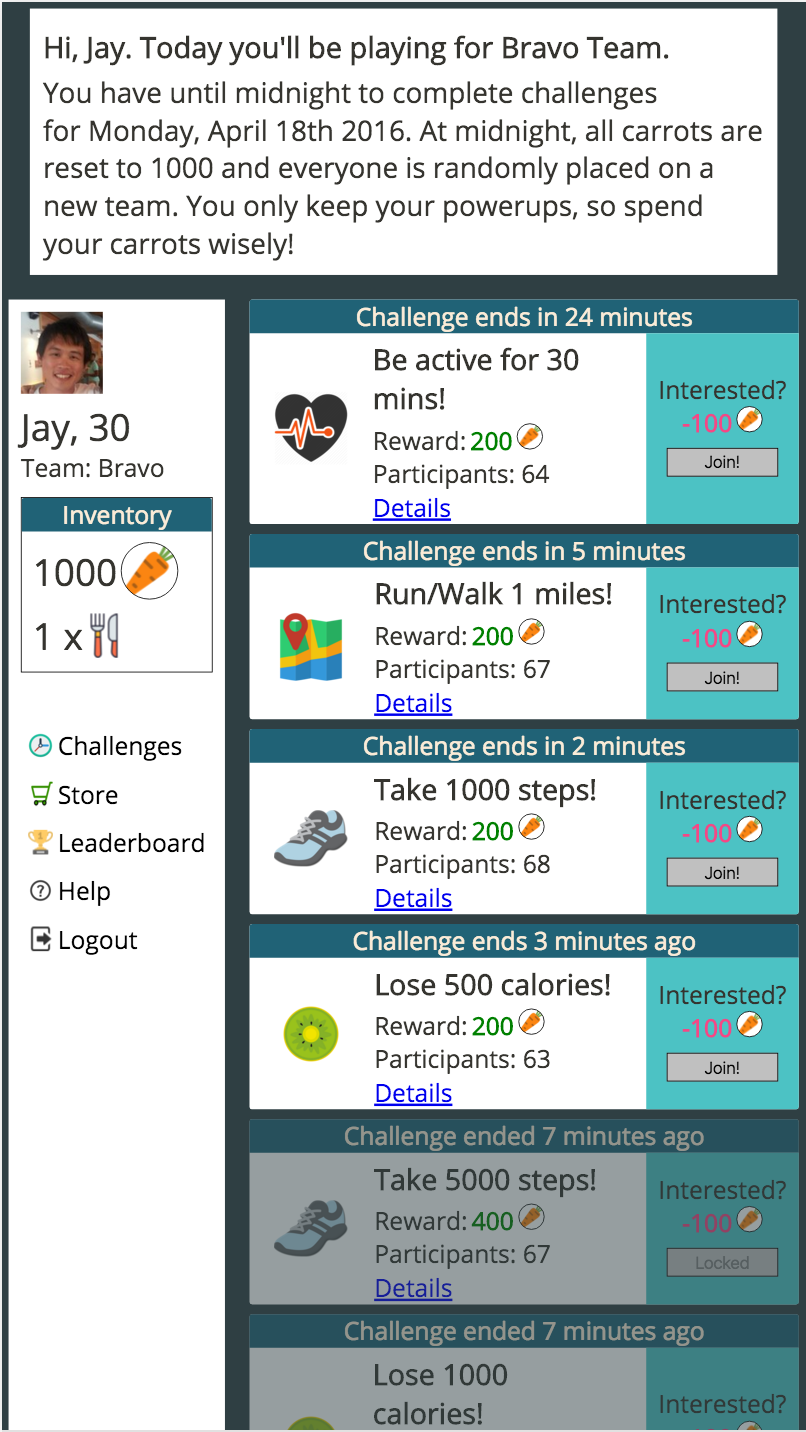 Hi, Jay. Today you'll be playing for Bravo Team.
You have until midnight to complete challenges
for Monday, April 18th 2016. At midnight, all carrots are
reset to 1000 and everyone is randomly placed on a
new team. You only keep your powerups, so spend
your carrots wisely!
Jay, 30
Team: Bravo
Inventory
1000
1 x
Challenges
Store
Leaderboard
Help
Logout
Challenge ends in 24 minutes
Be active for 30
mins!
Reward: 200
Participants: 64
Details
Interested?
-100
Join!
Challenge ends in 5 minutes
Run/Walk 1 miles!
Reward: 200
Participants: 67
Details
Interested?
-100
Join!
Challenge ends in 2 minutes
Take 1000 steps!
Reward: 200
Participants: 68
Details
Interested?
-100
Join!
Challenge ends 3 minutes ago
Lose 500 calories!
Reward: 200
Participants: 63
Details
Interested?
-100
Join!
Challenge ended 7 minutes ago
Take 5000 steps!
Reward: 400
Participants: 67
Details
Interested?
-100
Locked
Challenge ended 7 minutes ago
Lose 1000
calories!
Interested?